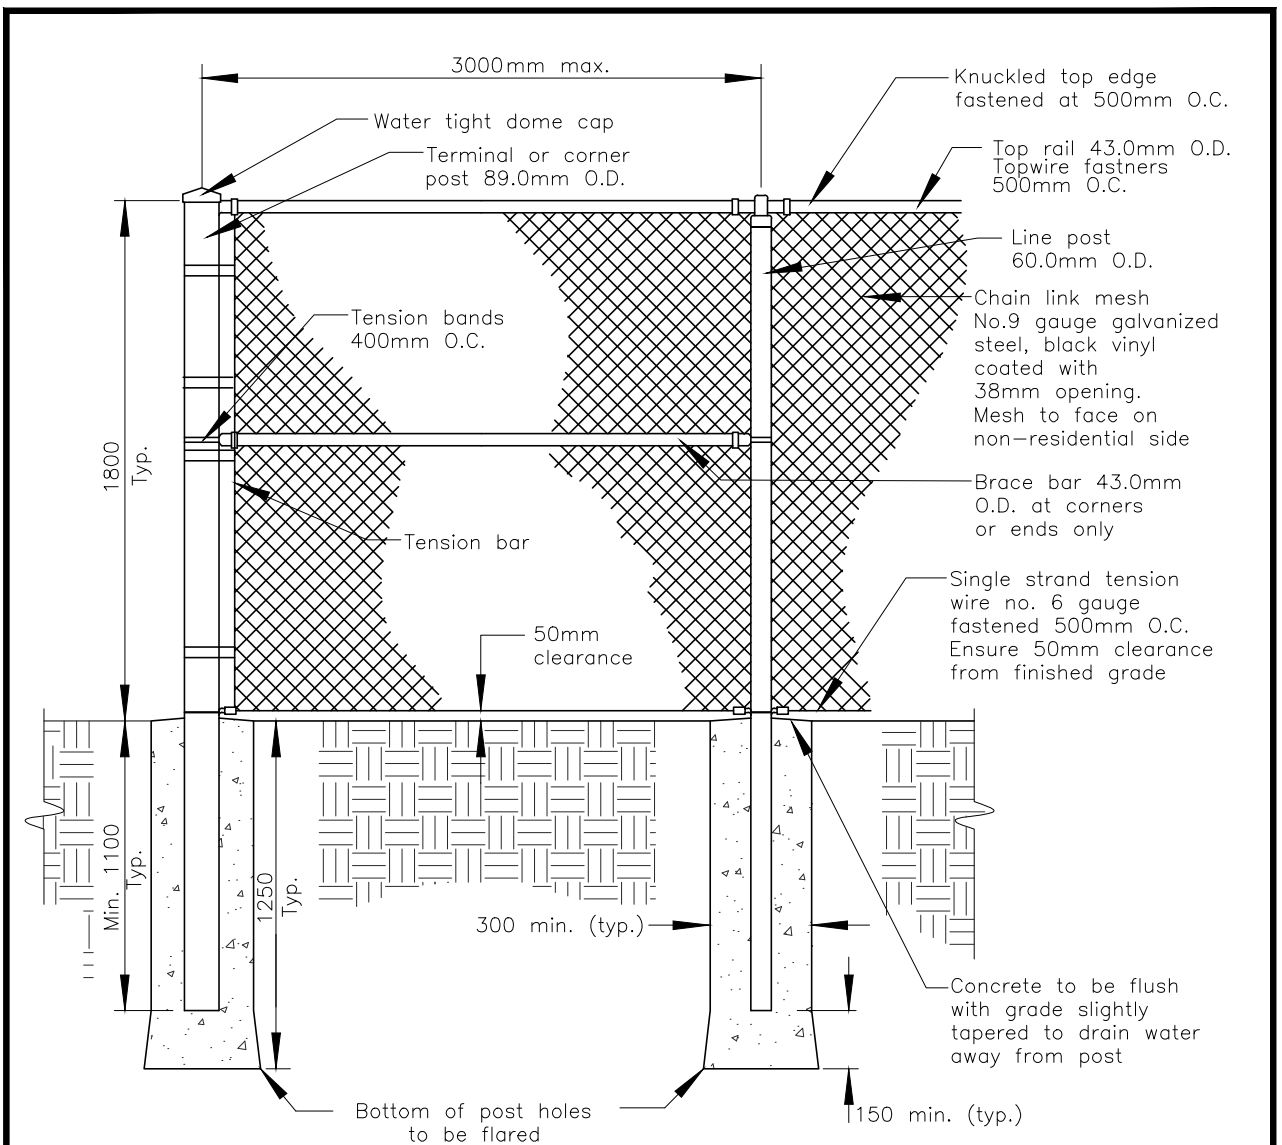 3000mm max.
Knuckled top edge
fastened at 500mm O.C.
Water tight dome cap
Terminal or corner
post 89.0mm O.D.
Top rail 43.0mm O.D.
Topwire fastners
500mm O.C.
Line post
60.0mm O.D.
Chain link mesh
No.9 gauge galvanized
steel, black vinyl
coated with
38mm opening.
Mesh to face on
non-residential side
Tension bands
400mm O.C.
1800
Typ.
Brace bar 43.0mm
O.D. at corners
or ends only
Tension bar
Single strand tension
wire no. 6 gauge
fastened 500mm O.C.
Ensure 50mm clearance
from finished grade
50mm
clearance
Min. 1100
Typ.
1250
Typ.
300 min. (typ.)
Concrete to be flush
with grade slightly
tapered to drain water
away from post
150 min. (typ.)
Bottom of post holes
to be flared